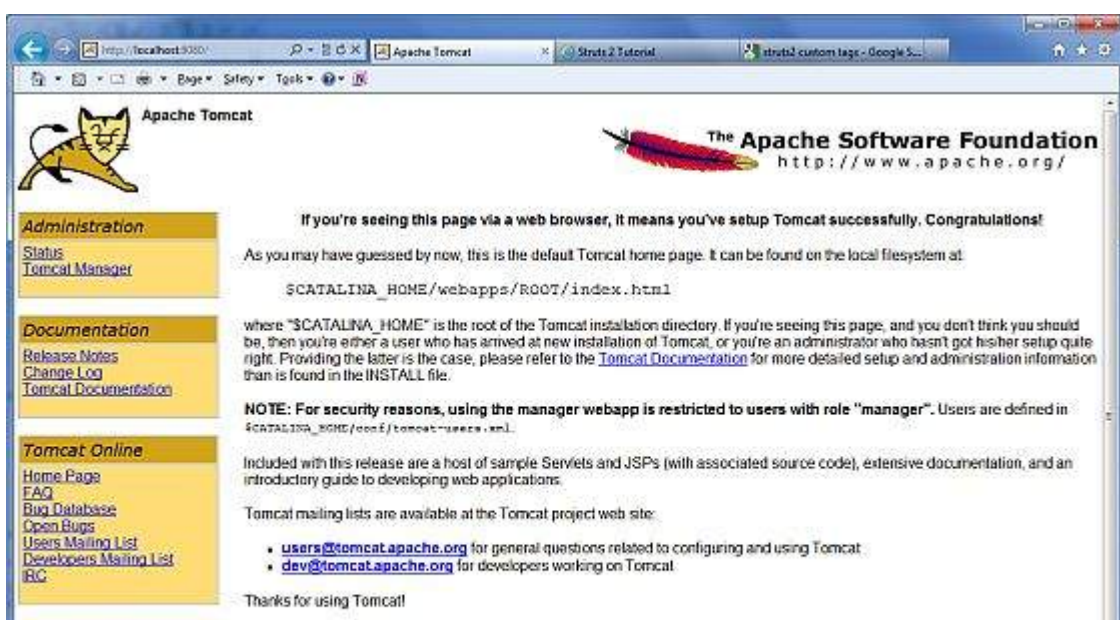 http://localhost:8080/
Apache Tomcat
Struts 2 Tutorial
struts2 custom tags - Google S...
Page
Safety
Tools
Apache Tomcat
The Apache Software Foundation
http://www.apache.org/
Administration
Status
Tomcat Manager
Documentation
Release Notes
Change Log
Tomcat Documentation
Tomcat Online
Home Page
FAQ
Bug Database
Open Bugs
Users Mailing List
Developers Mailing List
IRC
If you're seeing this page via a web browser, it means you've setup Tomcat successfully. Congratulations!
As you may have guessed by now, this is the default Tomcat home page. It can be found on the local filesystem at:
$CATALINA_HOME/webapps/ROOT/index.html
where "$CATALINA_HOME" is the root of the Tomcat installation directory. If you're seeing this page, and you don't think you should
be, then you're either a user who has arrived at new installation of Tomcat, or you're an administrator who hasn't got his/her setup quite
right. Providing the latter is the case, please refer to the Tomcat Documentation for more detailed setup and administration information
than is found in the INSTALL file.
NOTE: For security reasons, using the manager webapp is restricted to users with role "manager". Users are defined in
$CATALINA_HOME/conf/tomcat-users.xml.
Included with this release are a host of sample Servlets and JSPs (with associated source code), extensive documentation, and an
introductory guide to developing web applications.
Tomcat mailing lists are available at the Tomcat project web site:
• users@tomcat.apache.org for general questions related to configuring and using Tomcat
• dev@tomcat.apache.org for developers working on Tomcat
Thanks for using Tomcat!